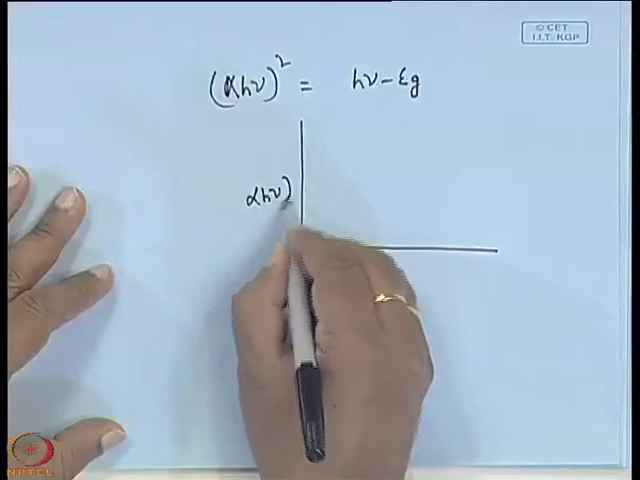 © CET
I.I.T. KGP
(αhν)² = hν - Eg
αhν)
NPTEL